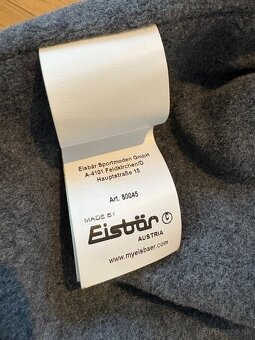 Eisbär Sportmoden GmbH
A-4101 Feldkirchen/D
Hauptstraße 15
Art. 80045
MADE BY
Eisbär
AUSTRIA
www.myeisbaer.com